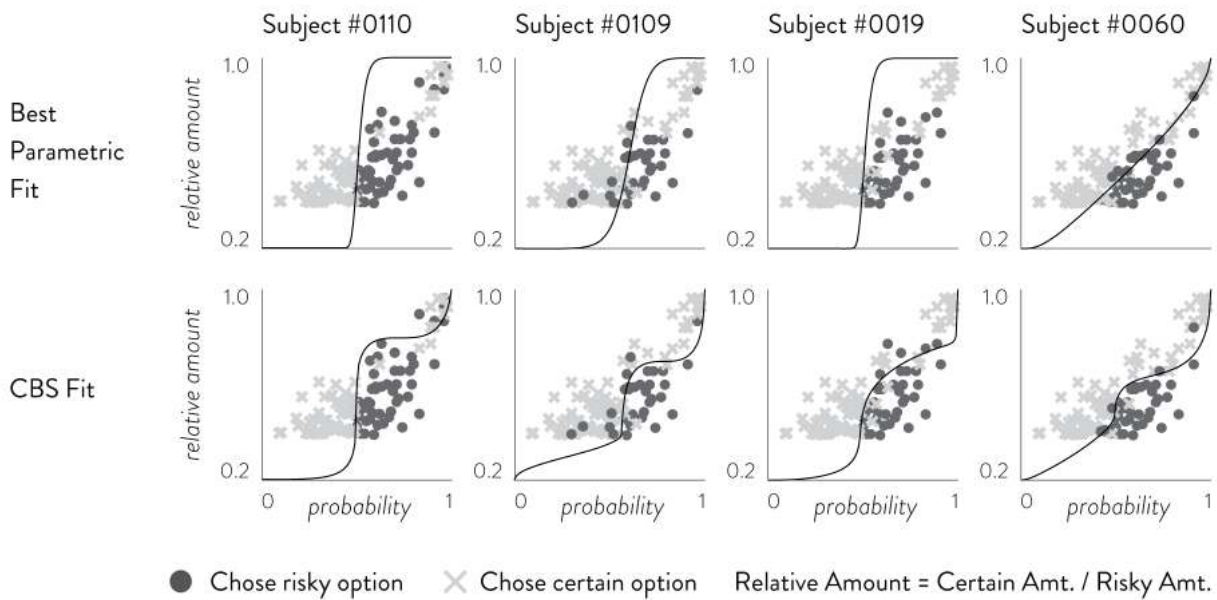 Subject #0110 Subject #0109 Subject #0019 Subject #0060
Best
Parametric
Fit
relative amount
1.0 1.0 1.0 1.0
0.2 0.2 0.2 0.2
CBS Fit
relative amount
1.0 1.0 1.0 1.0
0.2 0.2 0.2 0.2
0 1 0 1 0 1 0 1
probability probability probability probability
Chose risky option Chose certain option Relative Amount = Certain Amt. / Risky Amt.